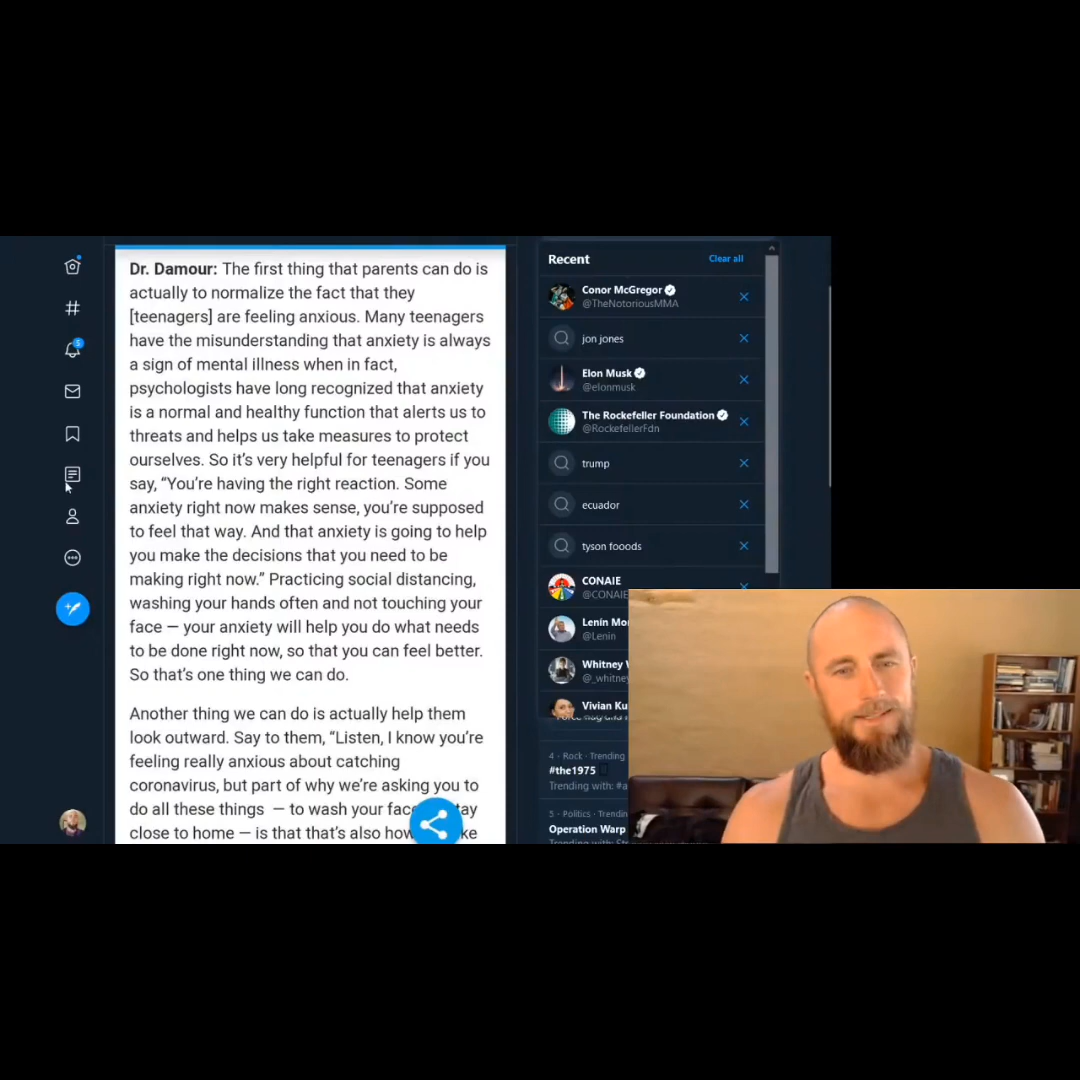 Dr. Damour: The first thing that parents can do is
actually to normalize the fact that they
[teenagers] are feeling anxious. Many teenagers
have the misunderstanding that anxiety is always
a sign of mental illness when in fact,
psychologists have long recognized that anxiety
is a normal and healthy function that alerts us to
threats and helps us take measures to protect
ourselves. So it's very helpful for teenagers if you
say, “You're having the right reaction. Some
anxiety right now makes sense, you're supposed
to feel that way. And that anxiety is going to help
you make the decisions that you need to be
making right now.” Practicing social distancing,
washing your hands often and not touching your
face — your anxiety will help you do what needs
to be done right now, so that you can feel better.
So that's one thing we can do.
Another thing we can do is actually help them
look outward. Say to them, “Listen, I know you're
feeling really anxious about catching
coronavirus, but part of why we're asking you to
do all these things — to wash your
close to home — is that that's also
5
Recent
Clear all
Conor McGregor
@TheNotoriousMMA
jon jones
Elon Musk
@elonmusk
The Rockefeller Foundation
@RockefellerFdn
trump
ecuador
tyson fooods
CONAIE
@CONAIE
Lenin
@Lenin
Whitney
@_whitney
Vivian
4 · Rock · Trending
#the1975
Trending with:
5 · Politics ·
Operation Warp